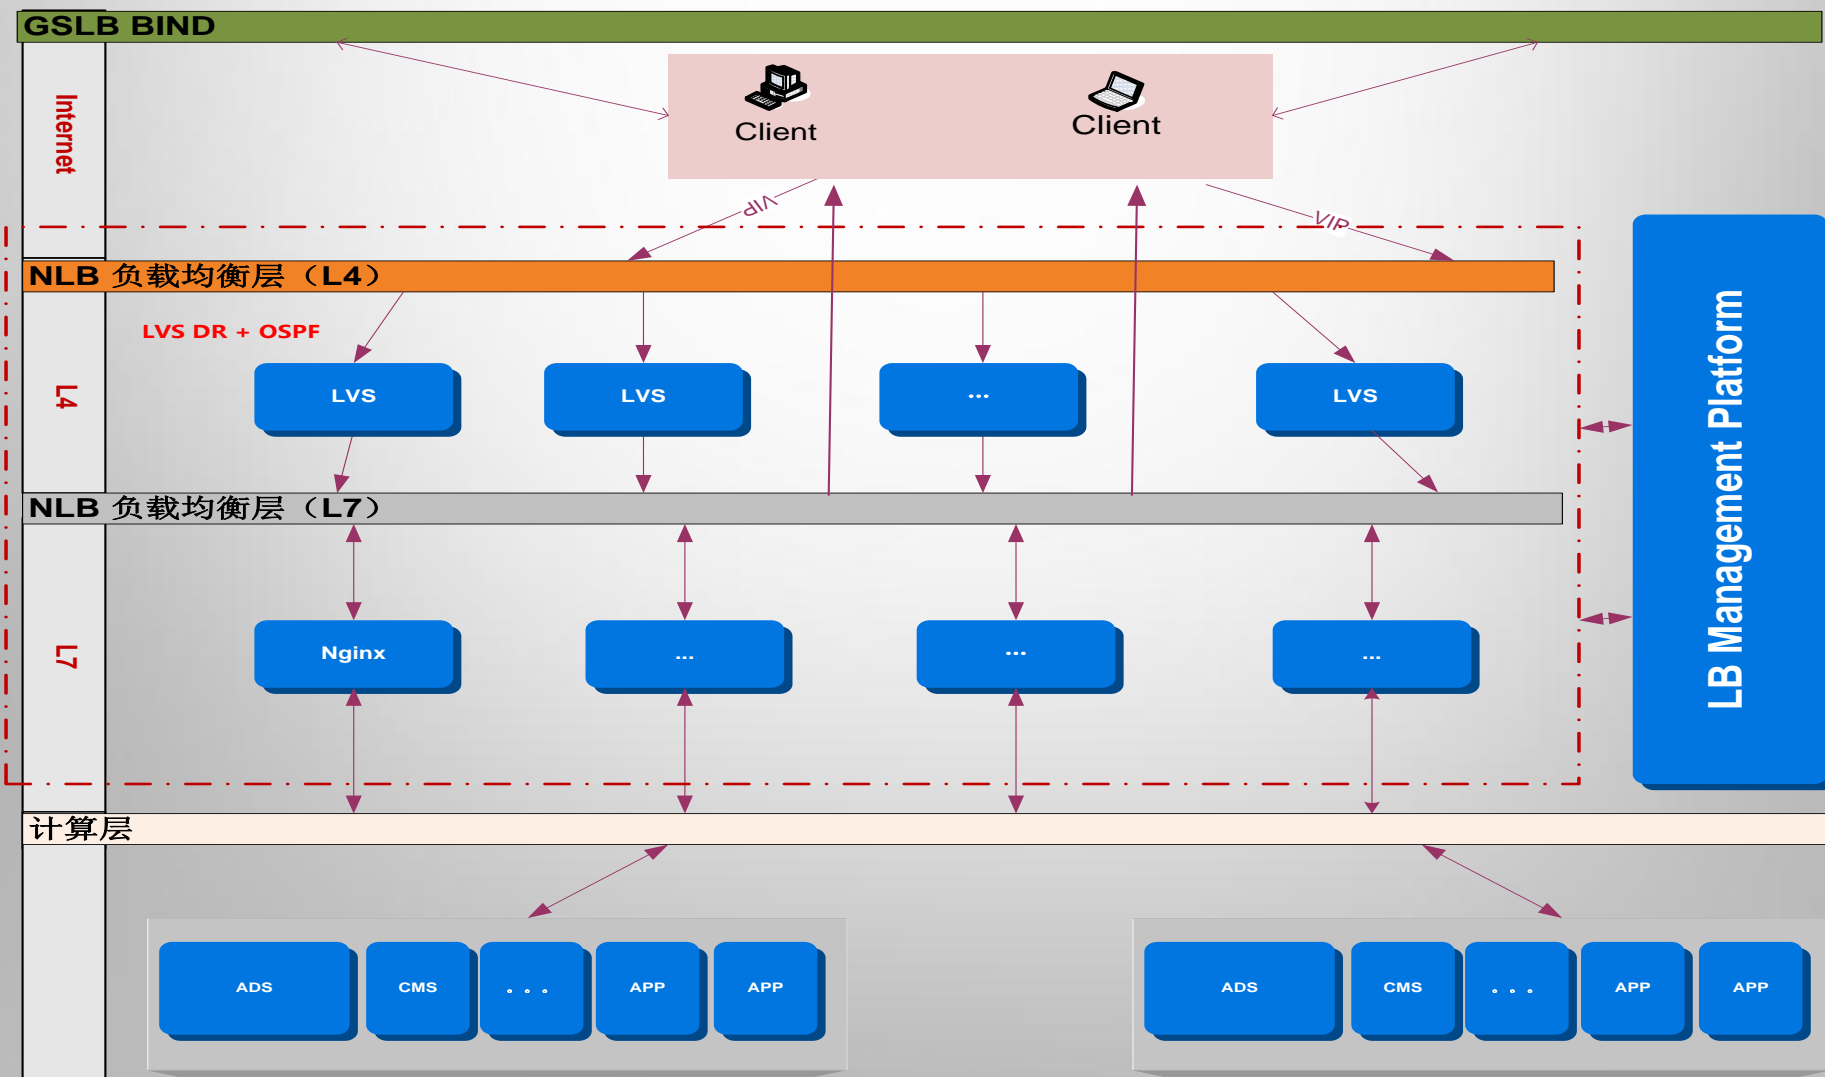 GSLB BIND
Internet
Client
Client
VIP
VIP
NLB 负载均衡层（L4）
LVS DR + OSPF
L4
LVS
LVS
...
LVS
LB Management Platform
NLB 负载均衡层（L7）
L7
Nginx
...
...
...
计算层
ADS
CMS
。。。
APP
APP
ADS
CMS
。。。
APP
APP